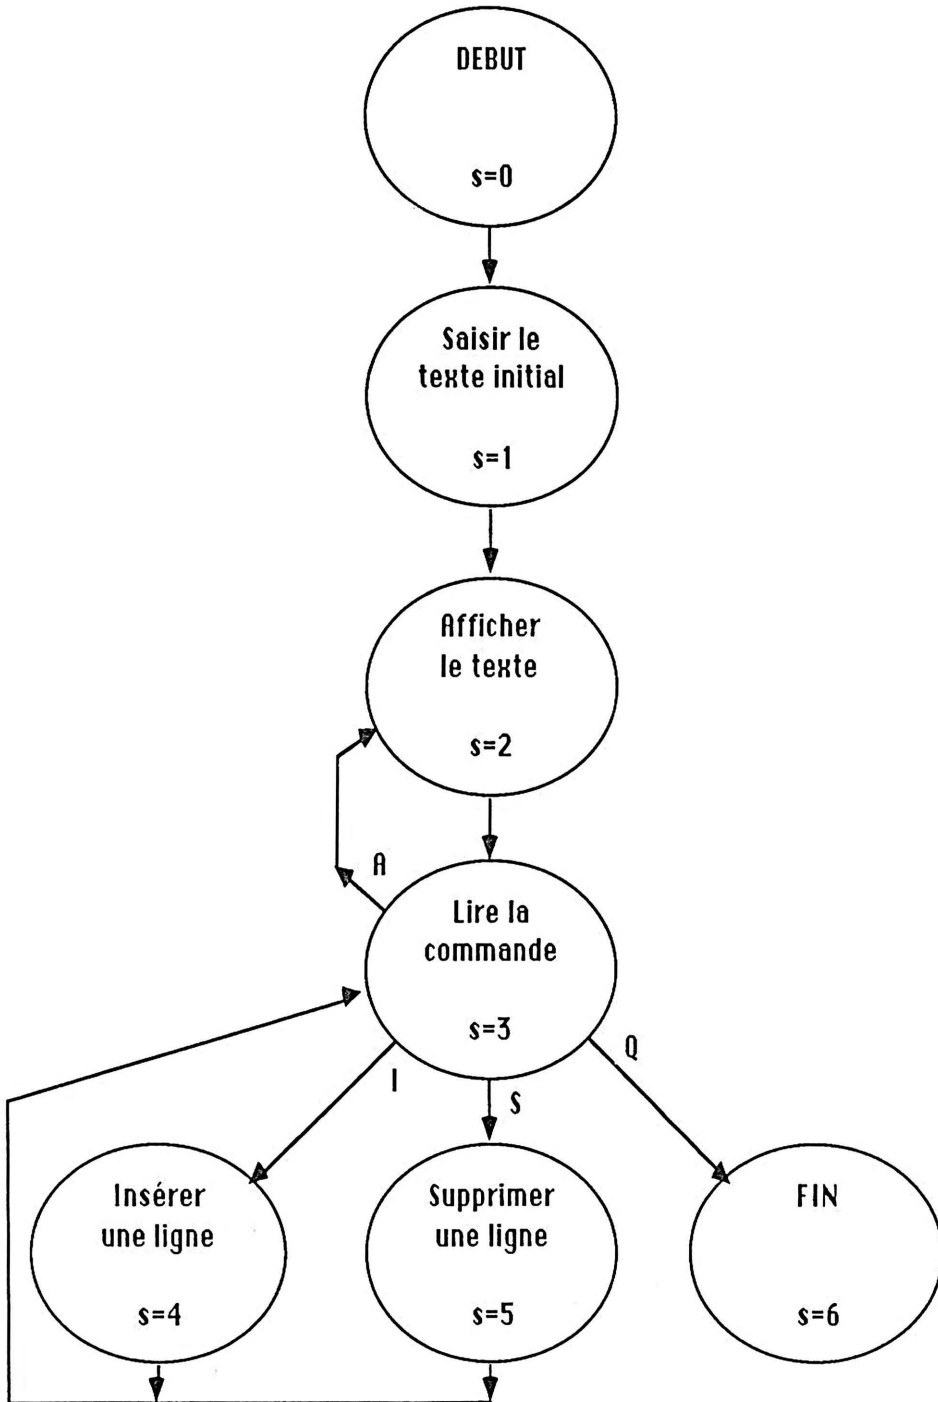 DEBUT
s=0
Saisir le
texte initial
s=1
Afficher
le texte
s=2
A
Lire la
commande
s=3
I
S
Q
Insérer
une ligne
s=4
Supprimer
une ligne
s=5
FIN
s=6